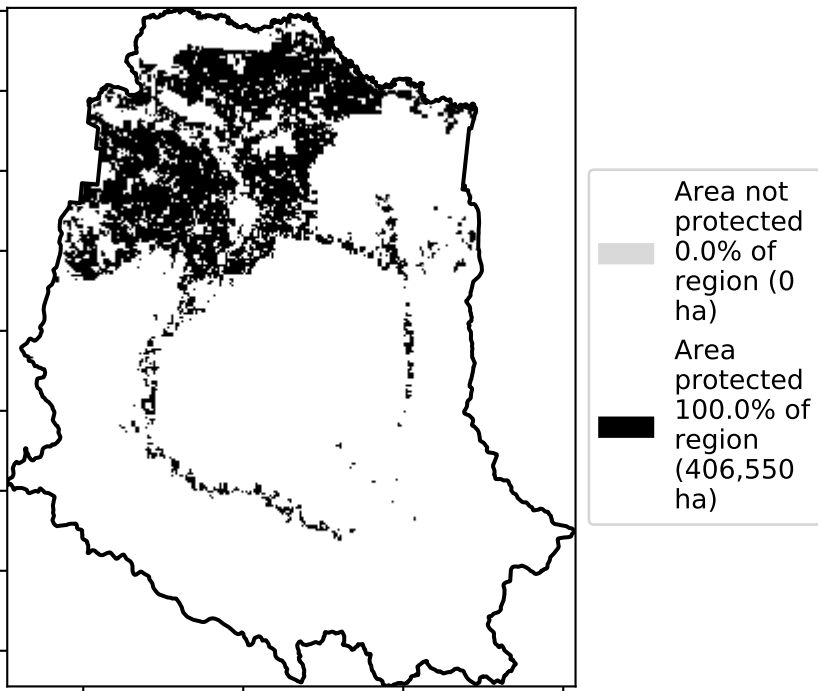 Area not
protected
0.0% of
region (0
ha)
Area
protected
100.0% of
region
(406,550
ha)